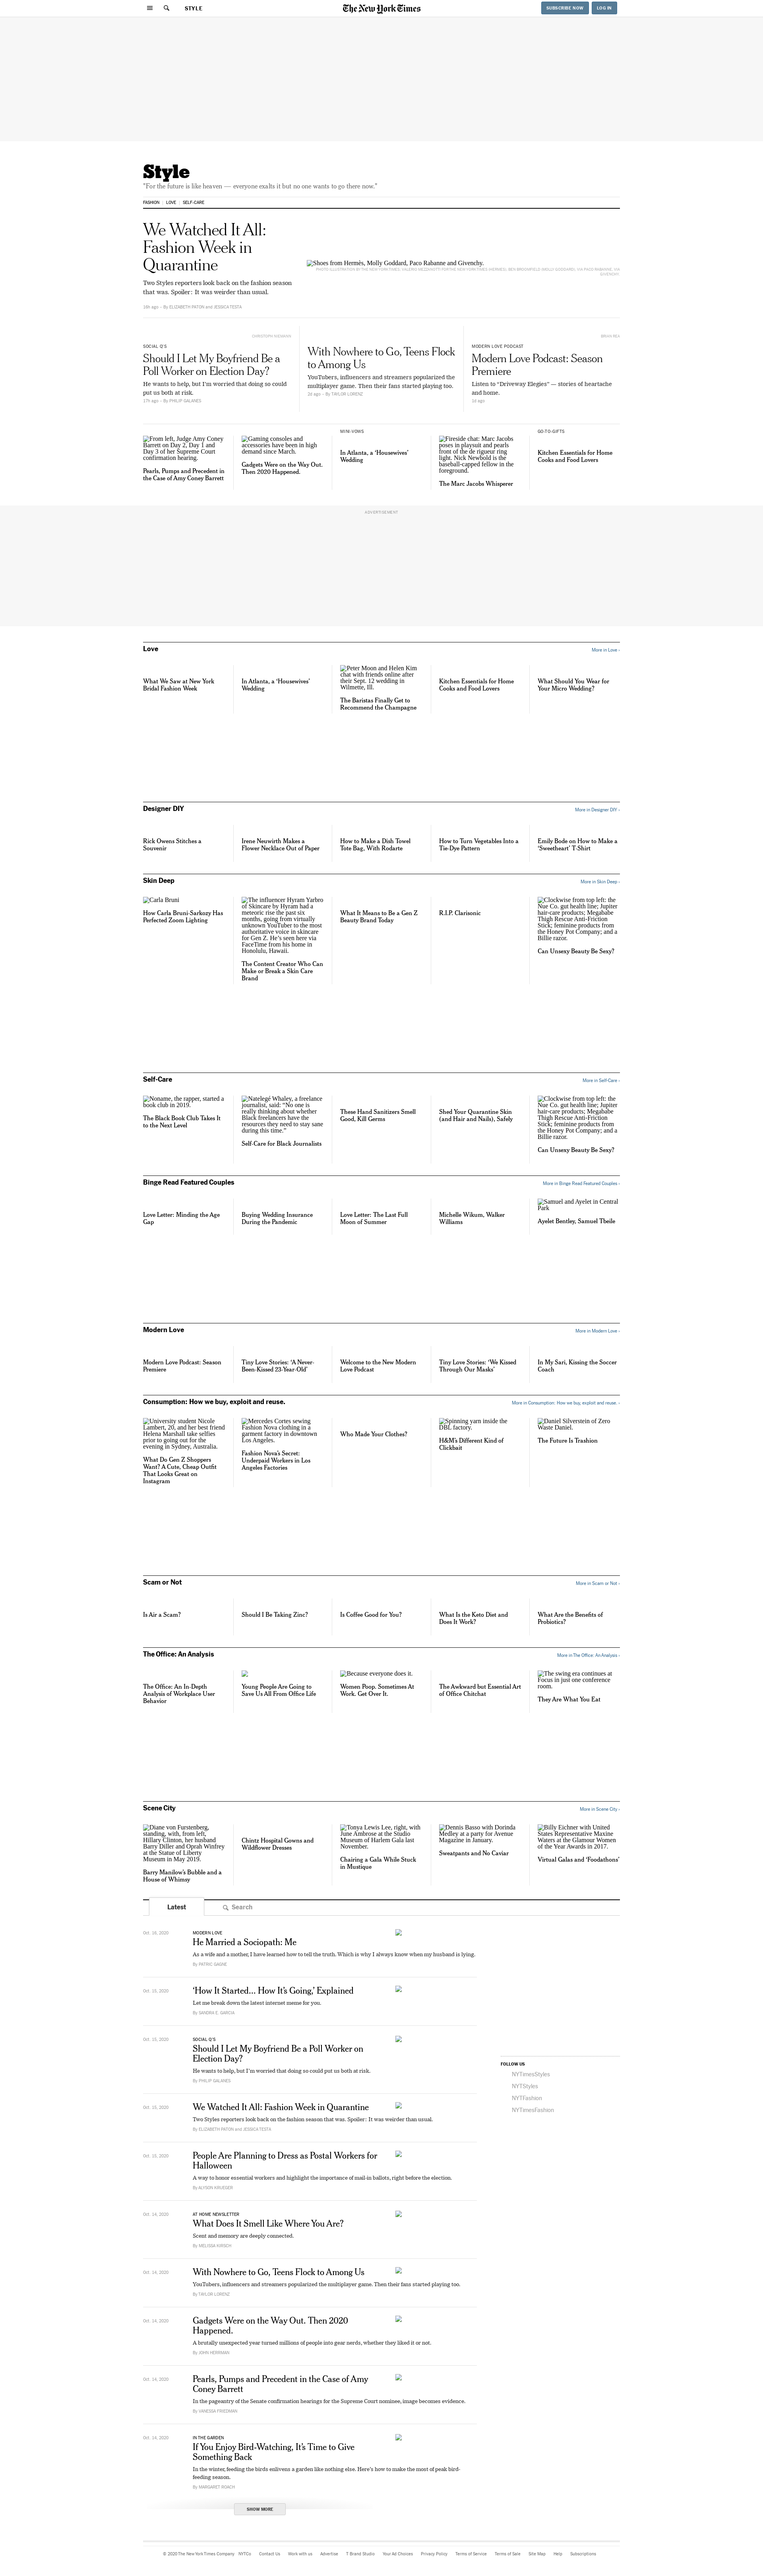 STYLE
The New York Times
SUBSCRIBE NOW
LOG IN
Style
"For the future is like heaven — everyone exalts it but no one wants to go there now."
FASHION
LOVE
SELF-CARE
We Watched It All:
Fashion Week in
Quarantine
Two Styles reporters look back on the fashion season
that was. Spoiler: It was weirder than usual.
By ELIZABETH PATON and JESSICA TESTA
Shoes from Hermès, Molly Goddard, Paco Rabanne and Givenchy.
SOCIAL Q'S
Should I Let My Boyfriend Be a
Poll Worker on Election Day?
He wants to help, but I'm worried that doing so could
put us both at risk.
17h ago · By PHILIP GALANES
With Nowhere to Go, Teens Flock
to Among Us
YouTubers, influencers and streamers popularized the
multiplayer game. Then their fans started playing too.
2d ago · By TAYLOR LORENZ
MODERN LOVE PODCAST
Modern Love Podcast: Season
Premiere
Listen to "Driveway Elegies" — stories of heartache
and home.
1d ago
From left, Judge Amy Coney
Barrett on Day 2, Day 1 and
Day 3 of her Supreme Court
confirmation hearing.
Pearls, Pumps and Precedent in
the Case of Amy Coney Barrett
Gaming consoles and
accessories have been in high
demand since March.
Gadgets Were on the Way Out.
Then 2020 Happened.
MINI-VOWS
In Atlanta, a 'Housewives'
Wedding
Fireside chat: Marc Jacobs
poses in playsuit and pearls
front of the de rigueur ring
light. Nick Newbold is the
baseball-capped fellow in the
foreground.
The Marc Jacobs Whisperer
GO-TO-GIFTS
Kitchen Essentials for Home
Cooks and Food Lovers
ADVERTISEMENT
Love
More in Love ›
What We Saw at New York
Bridal Fashion Week
In Atlanta, a 'Housewives'
Wedding
Peter Moon and Helen Kim
chat with friends online after
their Sept. 12 wedding in
Wilmette, Ill.
The Baristas Finally Get to
Recommend the Champagne
Kitchen Essentials for Home
Cooks and Food Lovers
What Should You Wear for
Your Micro Wedding?
Designer DIY
More in Designer DIY ›
Rick Owens Stitches a
Souvenir
Irene Neuwirth Makes a
Flower Necklace Out of Paper
How to Make a Dish Towel
Tote Bag, With Rodarte
How to Turn Vegetables Into a
Tie-Dye Pattern
Emily Bode on How to Make a
'Sweetheart' T-Shirt
Skin Deep
More in Skin Deep ›
Carla Bruni
How Carla Bruni-Sarkozy Has
Perfected Zoom Lighting
The influencer Hyram Yarbro
of Skincare by Hyram had a
meteoric rise the past six
months, going from virtually
unknown YouTuber to the most
authoritative voice in skincare
for Gen Z. He's seen here via
FaceTime from his home in
Honolulu, Hawaii.
The Content Creator Who Can
Make or Break a Skin Care
Brand
What It Means to Be a Gen Z
Beauty Brand Today
R.I.P. Clarisonic
Clockwise from top left: the
Nue Co. gut health line; Jupiter
hair-care products; Megababe
Thigh Rescue Anti-Friction
Stick; feminine products from
the Honey Pot Company; and a
Billie razor.
Can Unsexy Beauty Be Sexy?
Self-Care
More in Self-Care ›
Noname, the rapper, started a
book club in 2019.
The Black Book Club Takes It
to the Next Level
Natelegé Whaley, a freelance
journalist, said: "No one is
really thinking about whether
Black freelancers have the
resources they need to stay sane
during this time."
Self-Care for Black Journalists
These Hand Sanitizers Smell
Good, Kill Germs
Shed Your Quarantine Skin
(and Hair and Nails), Safely
Clockwise from top left: the
Nue Co. gut health line; Jupiter
hair-care products; Megababe
Thigh Rescue Anti-Friction
Stick; feminine products from
the Honey Pot Company; and a
Billie razor.
Can Unsexy Beauty Be Sexy?
Binge Read Featured Couples
More in Binge Read Featured Couples ›
Love Letter: Minding the Age
Gap
Buying Wedding Insurance
During the Pandemic
Love Letter: The Last Full
Moon of Summer
Michelle Wikum, Walker
Williams
Samuel and Ayelet in Central
Park
Ayelet Bentley, Samuel Tbeile
Modern Love
More in Modern Love ›
Modern Love Podcast: Season
Premiere
Tiny Love Stories: 'A Never-
Been-Kissed 23-Year-Old'
Welcome to the New Modern
Love Podcast
Tiny Love Stories: 'We Kissed
Through Our Masks'
In My Sari, Kissing the Soccer
Coach
Consumption: How we buy, exploit and reuse.
More in Consumption: How we buy, exploit and reuse. ›
University student Nicole
Lambert, 20, and her best friend
Helena Marshall take selfies
prior to going out for the
evening in Sydney, Australia.
What Do Gen Z Shoppers
Want? A Cute, Cheap Outfit
That Looks Great on
Instagram
Mercedes Cortes sewing
Fashion Nova clothing in a
garment factory in downtown
Los Angeles.
Fashion Nova's Secret:
Underpaid Workers in Los
Angeles Factories
Who Made Your Clothes?
Spinning yarn inside the
DBL factory.
H&M's Different Kind of
Clickbait
Daniel Silverstein of Zero
Waste Daniel.
The Future Is Trashion
Scam or Not
More in Scam or Not ›
Is Air a Scam?
Should I Be Taking Zinc?
Is Coffee Good for You?
What Is the Keto Diet and
Does It Work?
What Are the Benefits of
Probiotics?
The Office: An Analysis
More in The Office: An Analysis ›
The Office: An In-Depth
Analysis of Workplace User
Behavior
Young People Are Going to
Save Us All From Office Life
Because everyone does it.
Women Poop. Sometimes At
Work. Get Over It.
The Awkward but Essential Art
of Office Chitchat
The swing era continues at
Focus in just one conference
room.
They Are What You Eat
Scene City
More in Scene City ›
Diane von Furstenberg,
standing, with, from left,
Hillary Clinton, her husband
Barry Diller and Oprah Winfrey
at the Statue of Liberty
Museum in May 2019.
Barry Manilow's Bubble and a
House of Whimsy
Chintz Hospital Gowns and
Wildflower Dresses
Tonya Lewis Lee, right, with
June Ambrose at the Studio
Museum of Harlem Gala last
November.
Chairing a Gala While Stuck
in Mustique
Dennis Basso with Dorinda
Medley at a party for Avenue
Magazine in January.
Sweatpants and No Caviar
Billy Eichner with United
States Representative Maxine
Waters at the Glamour Women
of the Year Awards in 2017.
Virtual Galas and 'Foodathons'
Latest
Search
MODERN LOVE
He Married a Sociopath: Me
As a wife and a mother, I have learned how to tell the truth. Which is why I always know when my husband is lying.
By PATRIC GAGNE
Oct. 15, 2020
'How It Started... How It's Going,' Explained
Let me break down the latest internet meme for you.
By SANDRA E. GARCIA
Oct. 15, 2020
SOCIAL Q'S
Should I Let My Boyfriend Be a Poll Worker on
Election Day?
He wants to help, but I'm worried that doing so could put us both at risk.
By PHILIP GALANES
Oct. 15, 2020
We Watched It All: Fashion Week in Quarantine
Two Styles reporters look back on the fashion season that was. Spoiler: It was weirder than usual.
By ELIZABETH PATON and JESSICA TESTA
Oct. 15, 2020
People Are Planning to Dress as Postal Workers for
Halloween
A way to honor essential workers and highlight the importance of mail-in ballots, right before the election.
By ALYSON KRUEGER
Oct. 14, 2020
AT HOME NEWSLETTER
What Does It Smell Like Where You Are?
Scent and memory are deeply connected.
By MELISSA KIRSCH
Oct. 14, 2020
With Nowhere to Go, Teens Flock to Among Us
YouTubers, influencers and streamers popularized the multiplayer game. Then their fans started playing too.
By TAYLOR LORENZ
Oct. 14, 2020
Gadgets Were on the Way Out. Then 2020
Happened.
A brutally unexpected year turned millions of people into gear nerds, whether they liked it or not.
By JOHN HERRMAN
Oct. 14, 2020
Pearls, Pumps and Precedent in the Case of Amy
Coney Barrett
In the pageantry of the Senate confirmation hearings for the Supreme Court nominee, image becomes evidence.
By VANESSA FRIEDMAN
Oct. 14, 2020
IN THE GARDEN
If You Enjoy Bird-Watching, It's Time to Give
Something Back
In the winter, feeding the birds enlivens a garden like nothing else. Here's how to make the most of peak bird-
feeding season.
By MARGARET ROACH
SHOW MORE
FOLLOW US
NYTimesStyles
NYTStyles
NYTFashion
NYTimesFashion
© 2020 The New York Times Company
NYTCo
Contact Us
Work with us
Advertise
T Brand Studio
Your Ad Choices
Privacy Policy
Terms of Service
Terms of Sale
Site Map
Help
Subscriptions